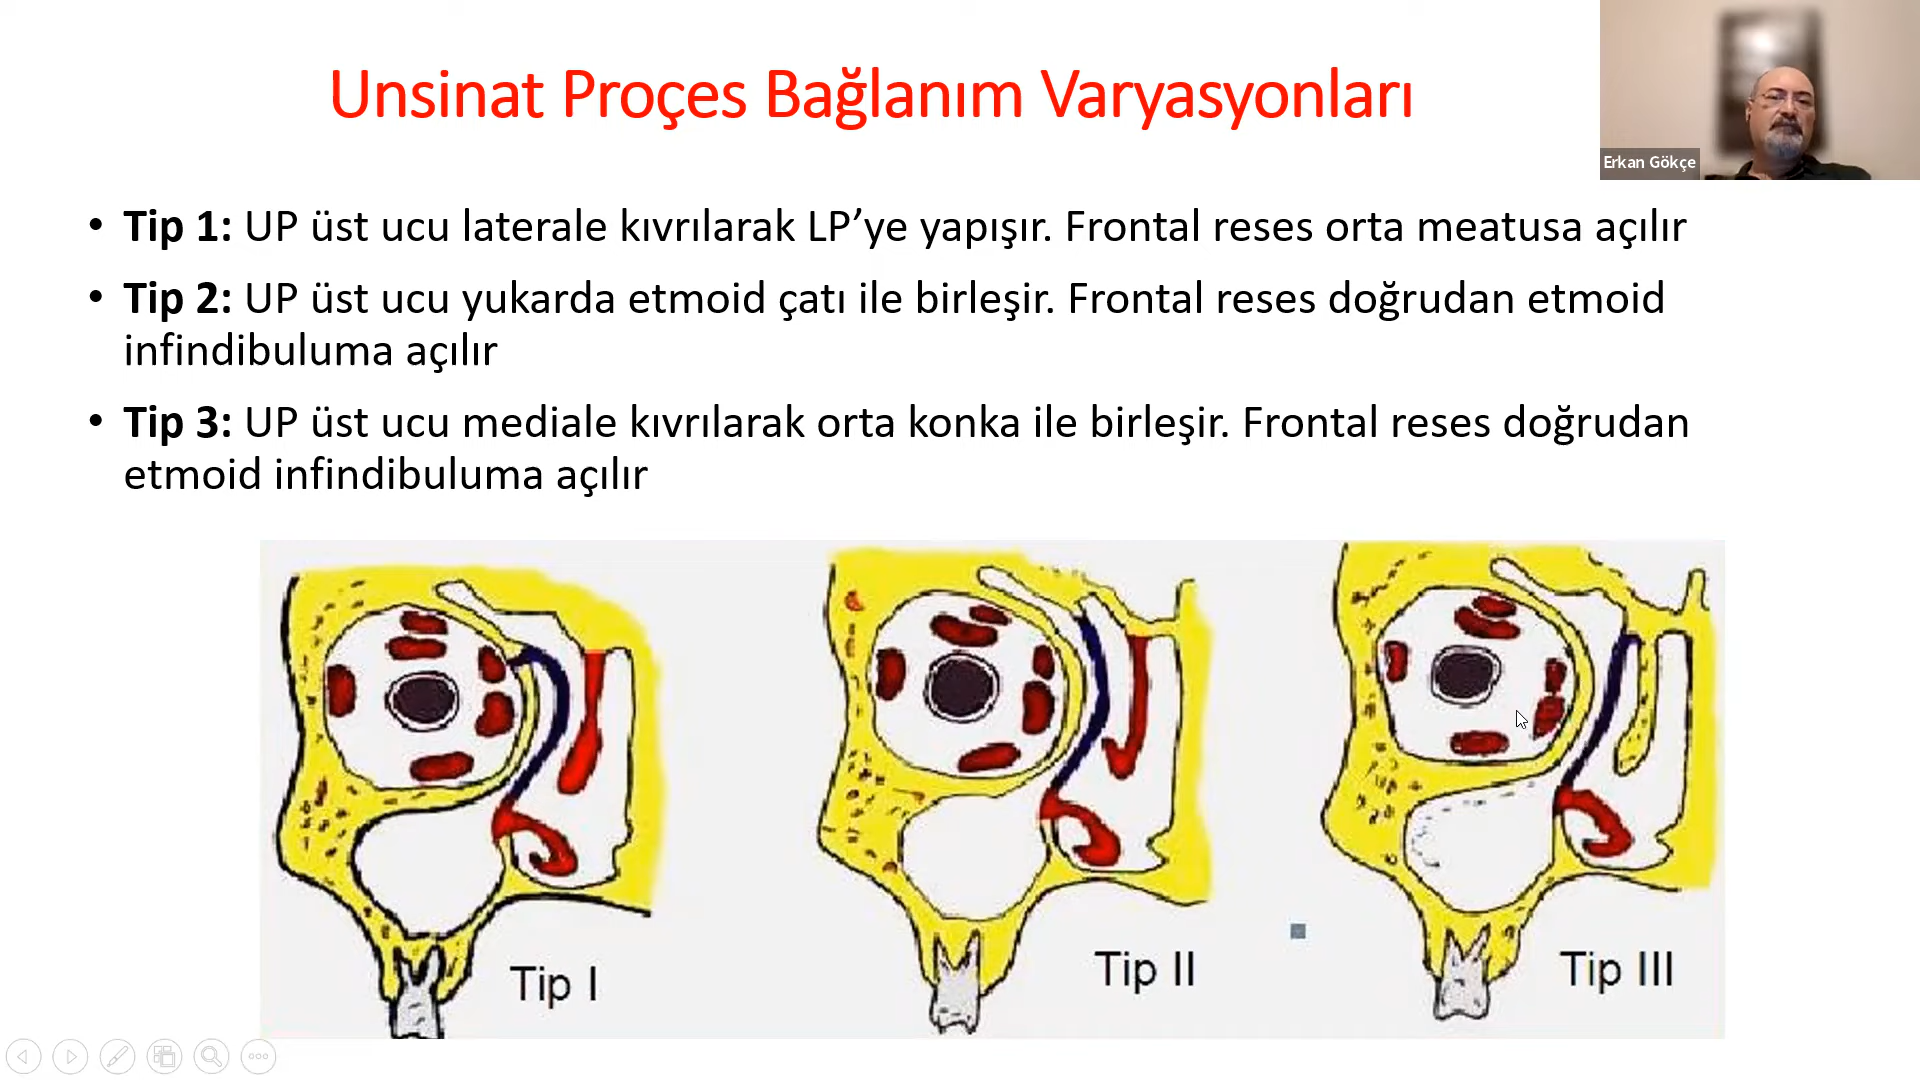 Unsinat Proçes Bağlanım Varyasyonları
Erkan Gökçe
• Tip 1: UP üst ucu laterale kıvrılarak LP’ye yapışır. Frontal reses orta meatusa açılır
• Tip 2: UP üst ucu yukarda etmoid çatı ile birleşir. Frontal reses doğrudan etmoid
infindibuluma açılır
• Tip 3: UP üst ucu mediale kıvrılarak orta konka ile birleşir. Frontal reses doğrudan
etmoid infindibuluma açılır
Tip I
Tip II
Tip III